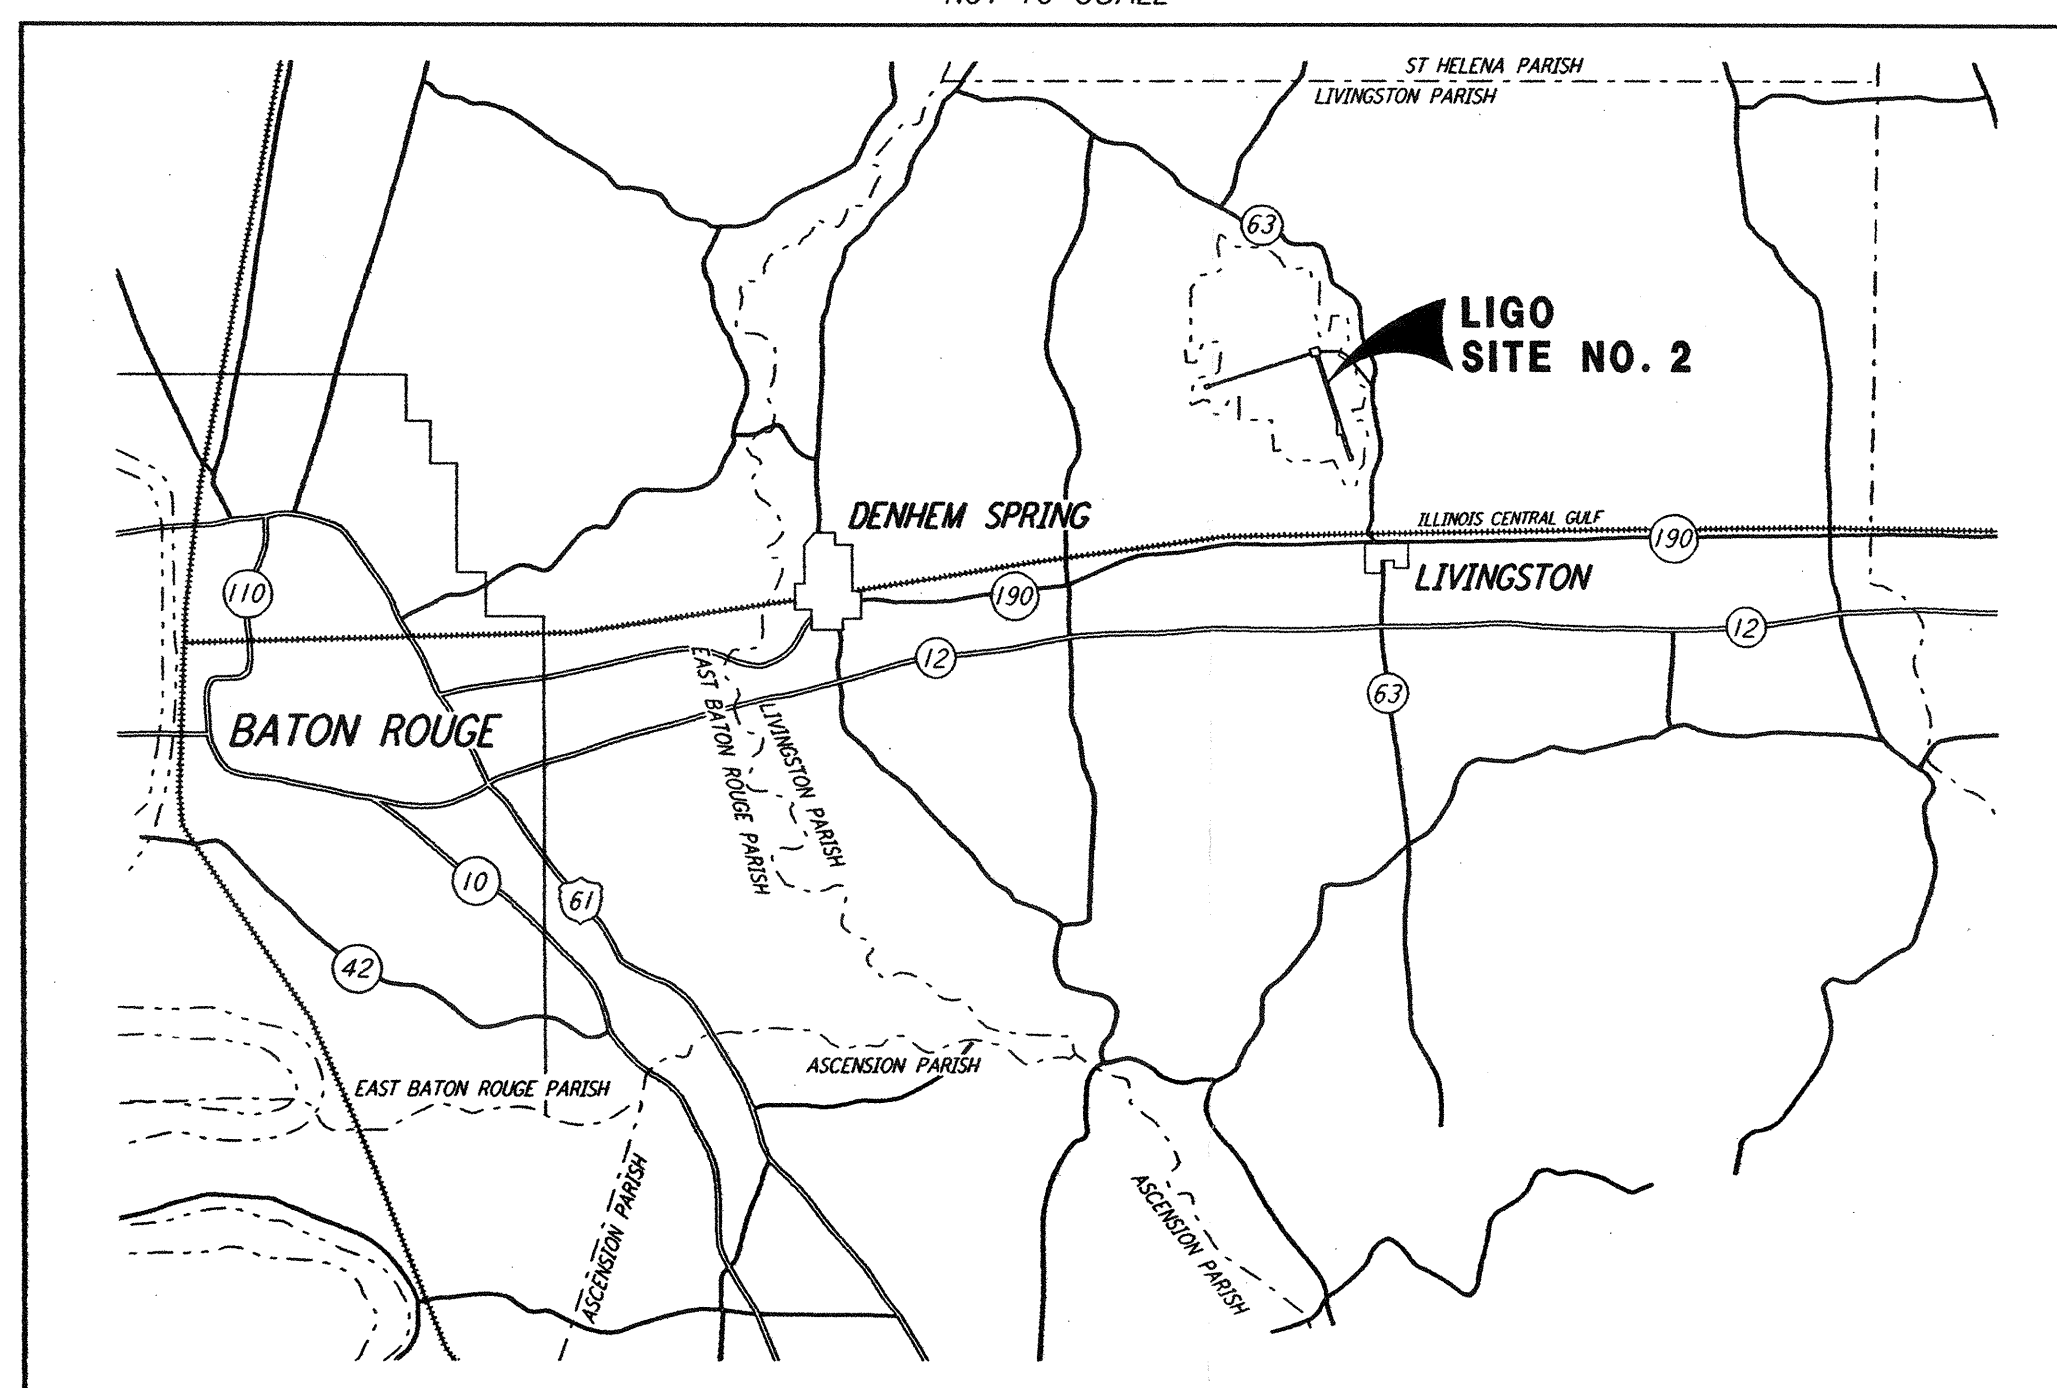 NOT TO SCALE
ST HELENA PARISH
LIVINGSTON PARISH
63
LIGO
SITE NO. 2
DENHEM SPRING
ILLINOIS CENTRAL GULF
190
LIVINGSTON
110
190
12
12
EAST BATON ROUGE PARISH
LIVINGSTON PARISH
63
BATON ROUGE
10
61
42
ASCENSION PARISH
EAST BATON ROUGE PARISH
ASCENSION PARISH
ASCENSION PARISH